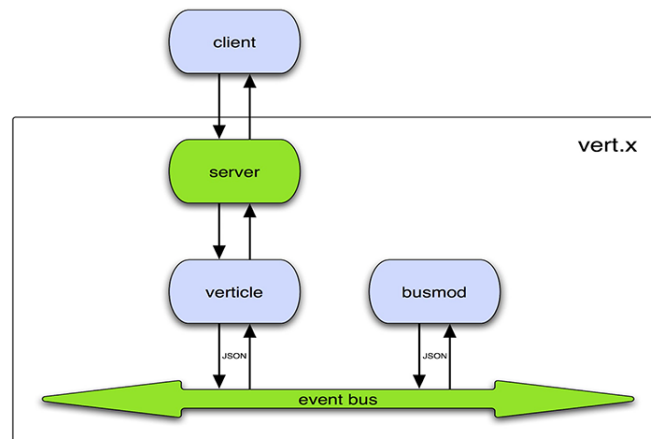 client
vert.x
server
verticle
busmod
JSON
JSON
event bus